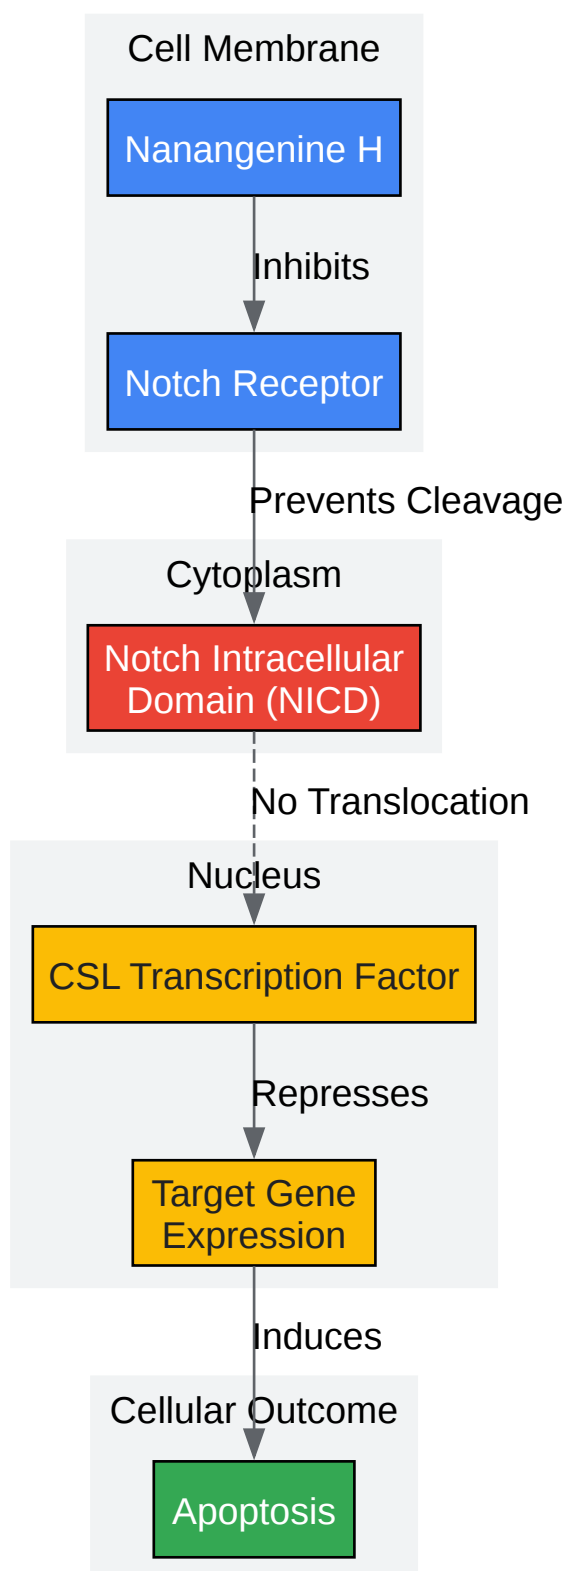 Cell Membrane
Nanangenine H
Inhibits
Notch Receptor
Prevents Cleavage
Cytoplasm
Notch Intracellular
Domain (NICD)
No Translocation
Nucleus
CSL Transcription Factor
Represses
Target Gene
Expression
Induces
Cellular Outcome
Apoptosis